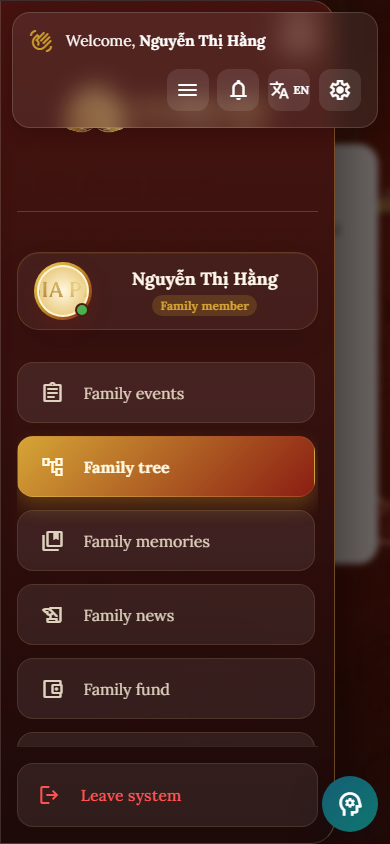 Welcome, Nguyễn Thị Hằng
EN
IA P
Nguyễn Thị Hằng
Family member
Family events
Family tree
Family memories
Family news
Family fund
Leave system